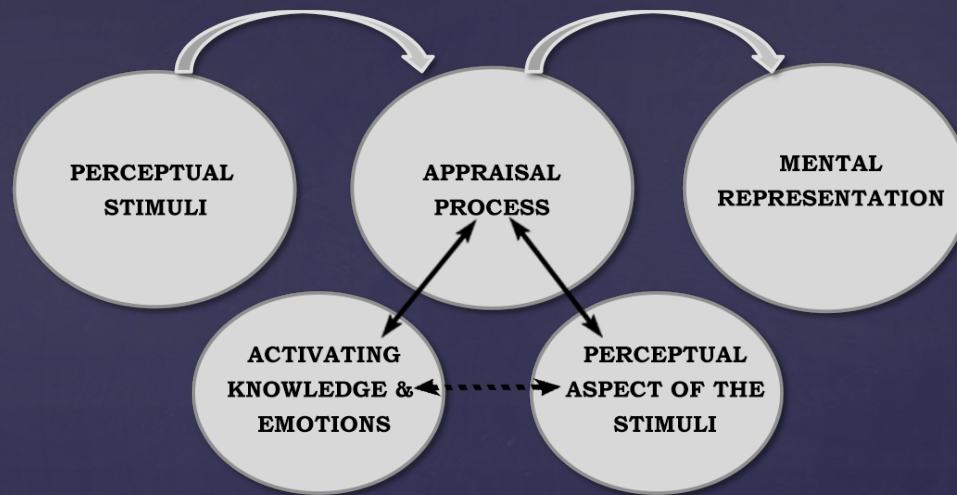 PERCEPTUAL
STIMULI
APPRAISAL
PROCESS
MENTAL
REPRESENTATION
ACTIVATING
KNOWLEDGE &
EMOTIONS
PERCEPTUAL
ASPECT OF THE
STIMULI